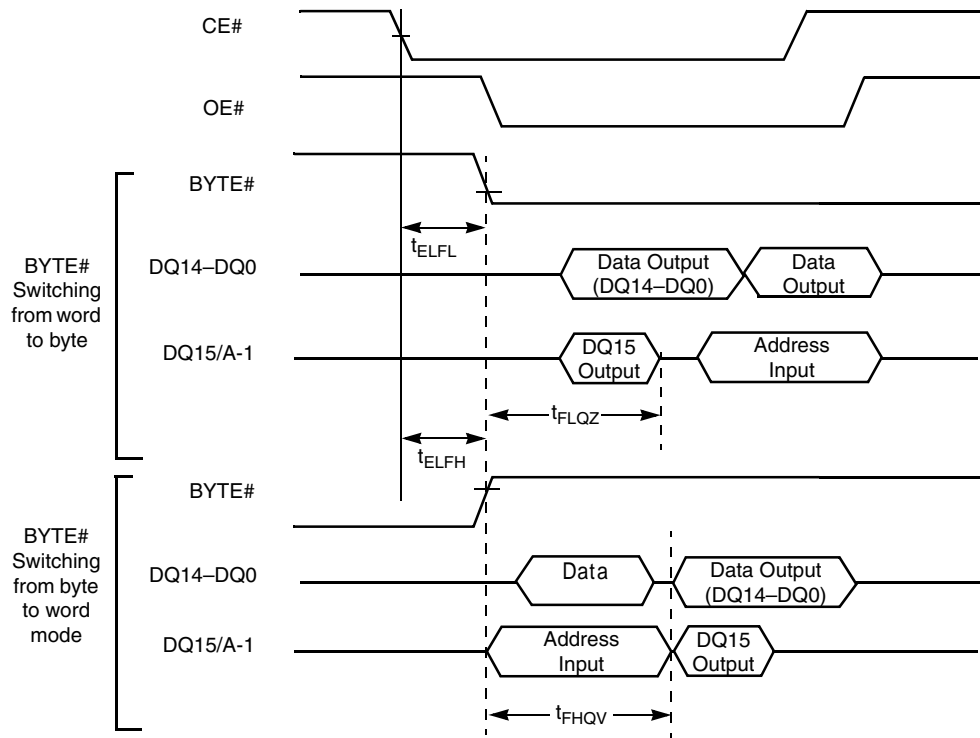 CE#
OE#
BYTE#
tELFL
BYTE#
Switching
from word
to byte
DQ14–DQ0
Data Output
(DQ14–DQ0)
Data
Output
DQ15/A-1
DQ15
Output
Address
Input
tFLQZ
tELFH
BYTE#
BYTE#
Switching
from byte
to word
mode
DQ14–DQ0
Data
Data Output
(DQ14–DQ0)
DQ15/A-1
Address
Input
DQ15
Output
tFHQV